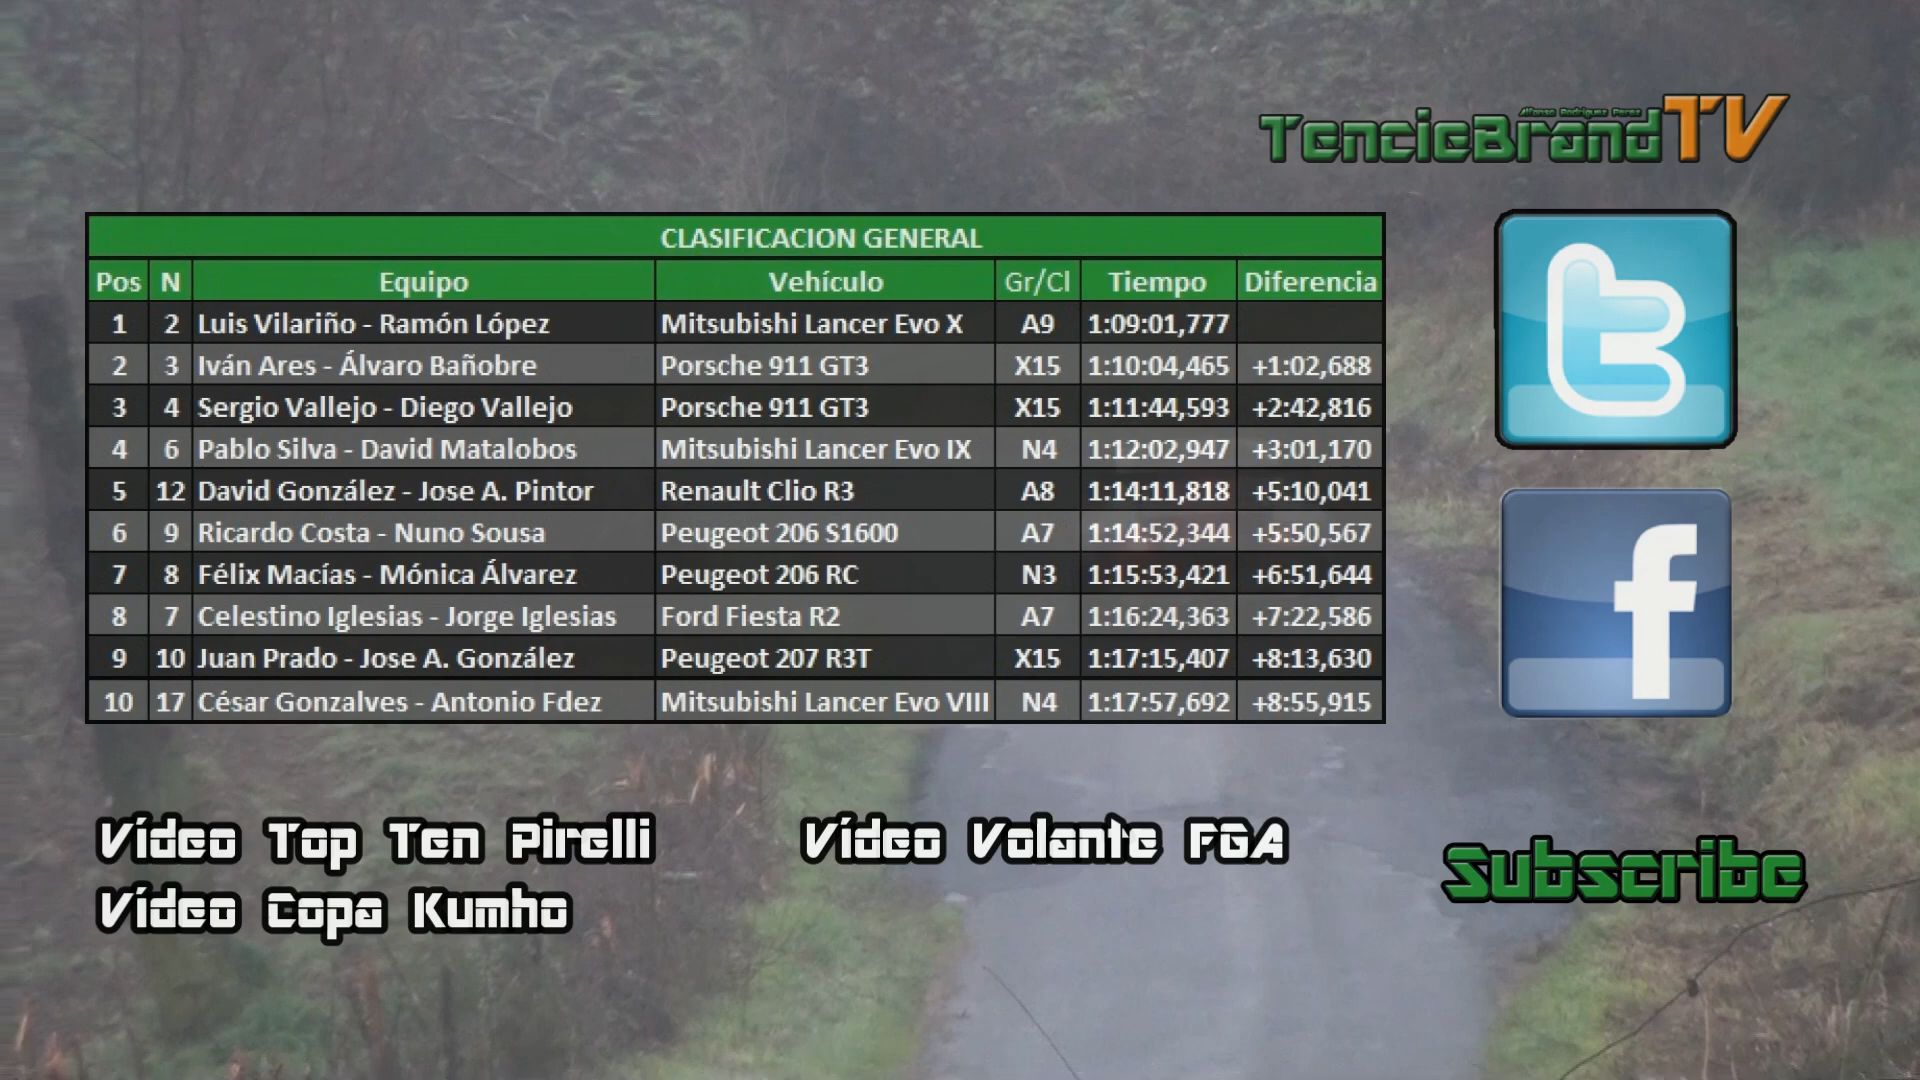 Alfonso Rodríguez Perez
TencieBrandTV
CLASIFICACION GENERAL
Pos N Equipo Vehículo Gr/Cl Tiempo Diferencia
1 2 Luis Vilariño - Ramón López Mitsubishi Lancer Evo X A9 1:09:01,777
2 3 Iván Ares - Álvaro Bañobre Porsche 911 GT3 X15 1:10:04,465 +1:02,688
3 4 Sergio Vallejo - Diego Vallejo Porsche 911 GT3 X15 1:11:44,593 +2:42,816
4 6 Pablo Silva - David Matalobos Mitsubishi Lancer Evo IX N4 1:12:02,947 +3:01,170
5 12 David González - Jose A. Pintor Renault Clio R3 A8 1:14:11,818 +5:10,041
6 9 Ricardo Costa - Nuno Sousa Peugeot 206 S1600 A7 1:14:52,344 +5:50,567
7 8 Félix Macías - Mónica Álvarez Peugeot 206 RC N3 1:15:53,421 +6:51,644
8 7 Celestino Iglesias - Jorge Iglesias Ford Fiesta R2 A7 1:16:24,363 +7:22,586
9 10 Juan Prado - Jose A. González Peugeot 207 R3T X15 1:17:15,407 +8:13,630
10 17 César Gonzalves - Antonio Fdez Mitsubishi Lancer Evo VIII N4 1:17:57,692 +8:55,915
t
f
Vídeo Top Ten Pirelli
Vídeo Copa Kumho
Vídeo Volante FGA
Subscribe